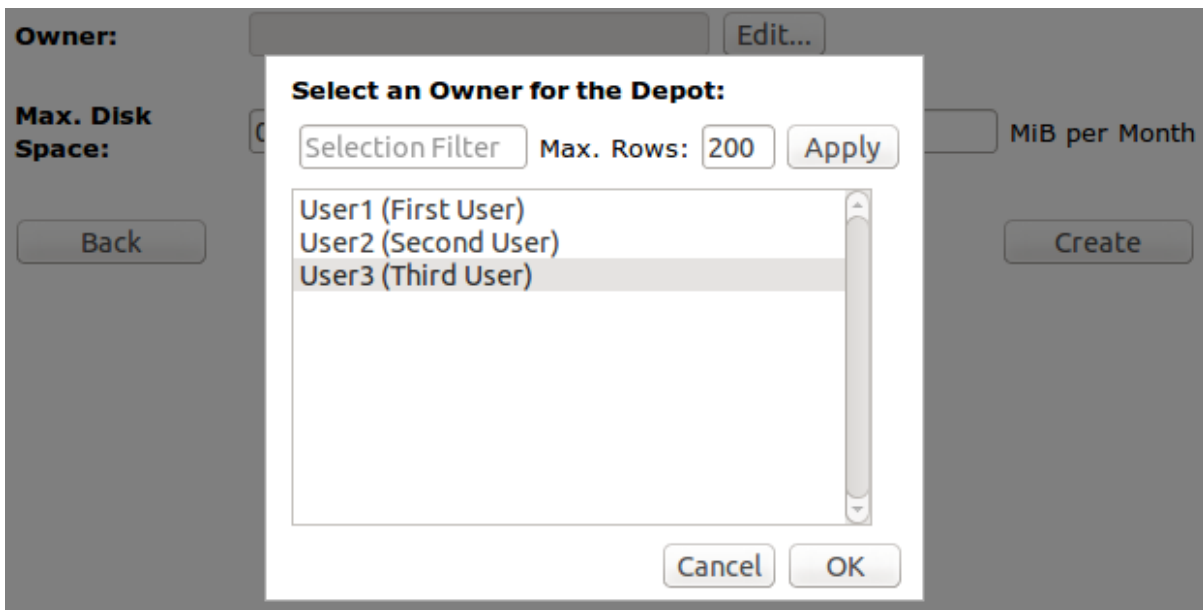 Owner: Edit...
Select an Owner for the Depot:
Max. Disk
Space: 0 MiB per Month
Selection Filter Max. Rows: 200 Apply
User1 (First User)
User2 (Second User)
User3 (Third User)
Back Create
Cancel OK